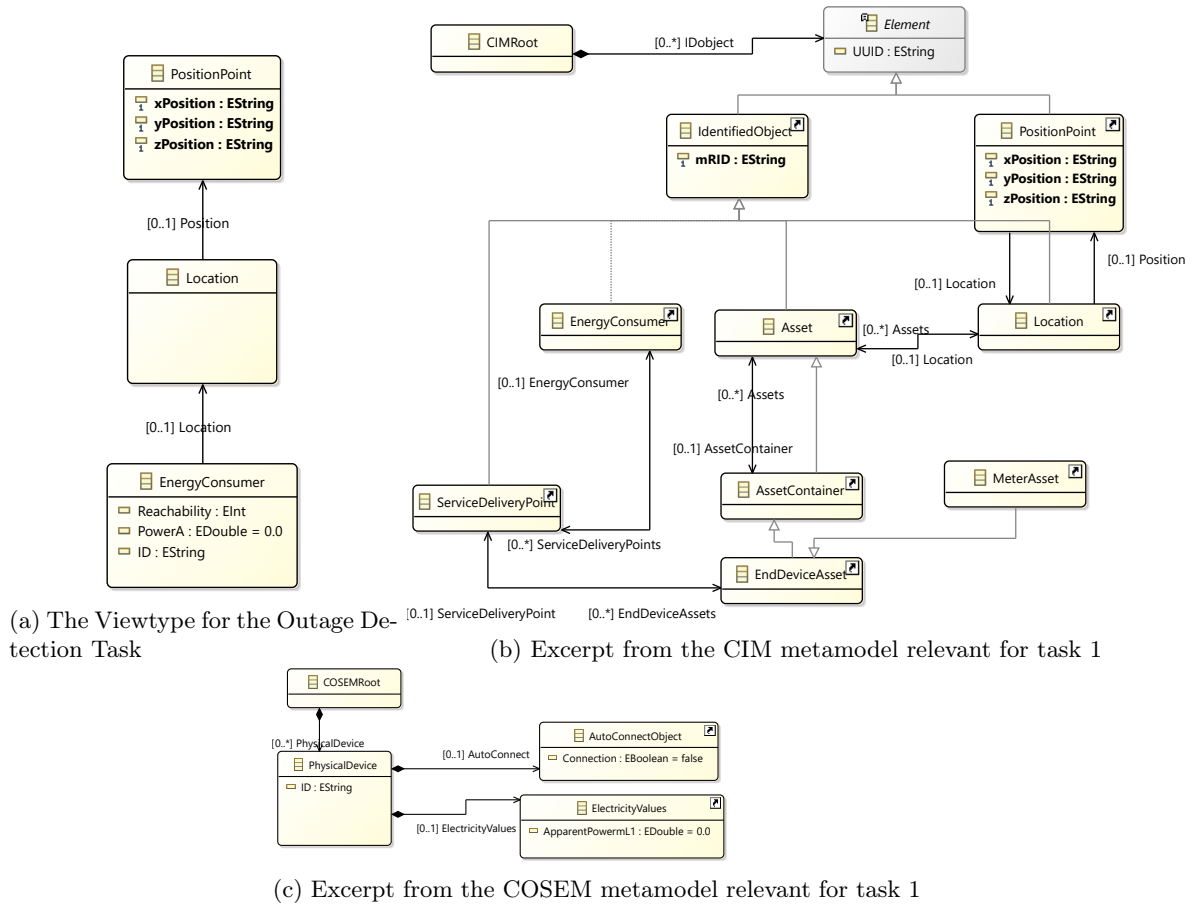 PositionPoint
xPosition : EString
yPosition : EString
zPosition : EString
[0..1] Position
Location
[0..1] Location
EnergyConsumer
Reachability : EInt
PowerA : EDouble = 0.0
ID : EString
(a) The Viewtype for the Outage De-
tection Task
CIMRoot
[0..*] IDobject
Element
UUID : EString
IdentifiedObject
mRID : EString
PositionPoint
xPosition : EString
yPosition : EString
zPosition : EString
[0..1] Location
[0..1] Position
EnergyConsumer
Asset
[0..*] Assets
[0..1] Location
Location
[0..1] EnergyConsumer
[0..*] Assets
[0..1] AssetContainer
ServiceDeliveryPoint
AssetContainer
MeterAsset
[0..*] ServiceDeliveryPoints
EndDeviceAsset
[0..1] ServiceDeliveryPoint
[0..*] EndDeviceAssets
(b) Excerpt from the CIM metamodel relevant for task 1
COSEMRoot
[0..*] PhysicalDevice
PhysicalDevice
ID : EString
[0..1] AutoConnect
AutoConnectObject
Connection : EBoolean = false
[0..1] ElectricityValues
ElectricityValues
ApparentPowermL1 : EDouble = 0.0
(c) Excerpt from the COSEM metamodel relevant for task 1